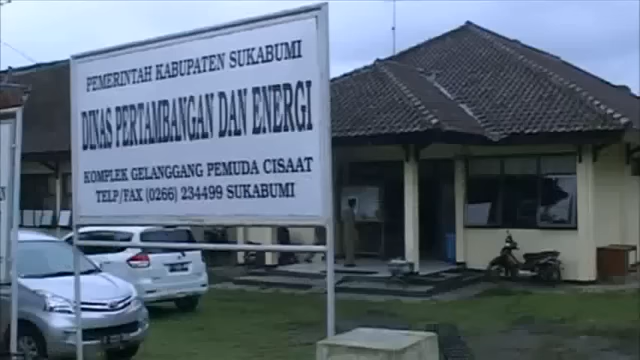 PEMERINTAH KABUPATEN SUKABUMI
DINAS PERTAMBANGAN DAN ENERGI
KOMPLEK GELANGGANG PEMUDA CISAAT
TELP/FAX (0266) 234499 SUKABUMI